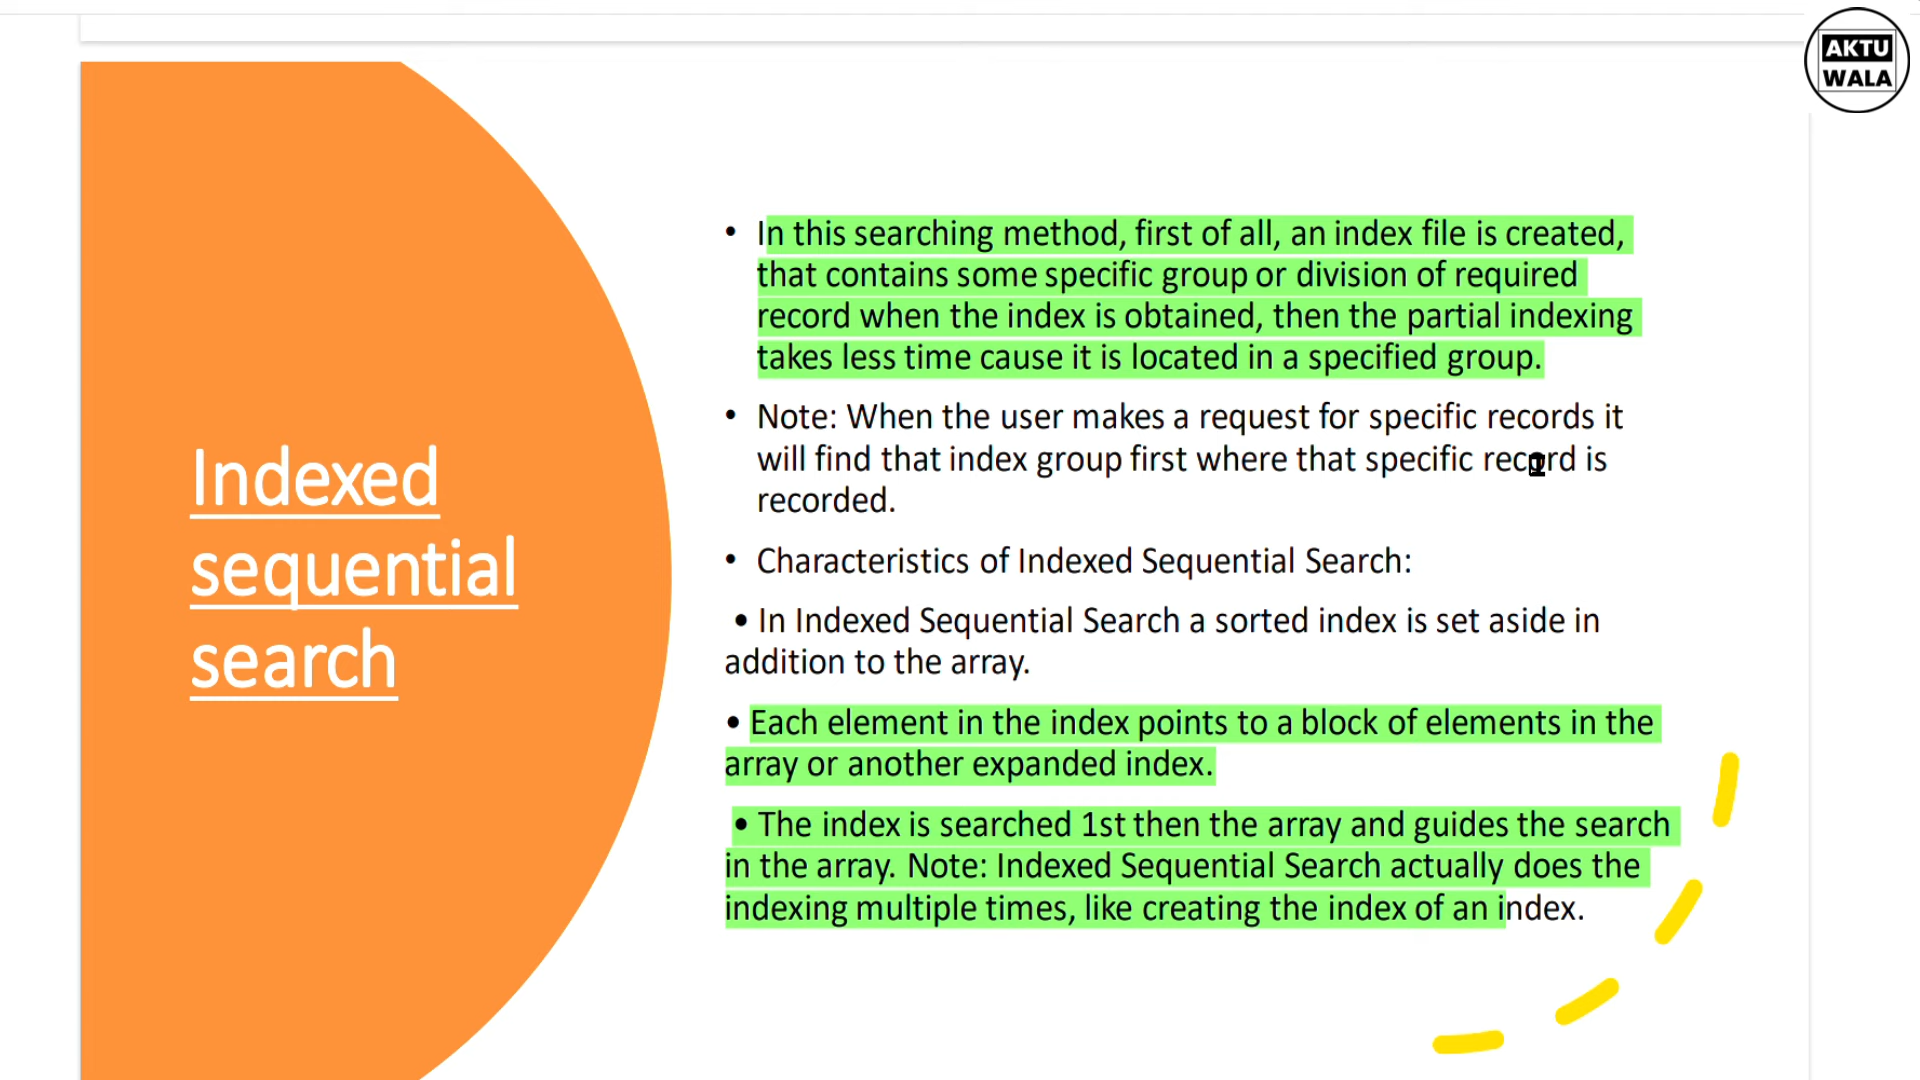 AKTU
WALA
Indexed
sequential
search
• In this searching method, first of all, an index file is created,
that contains some specific group or division of required
record when the index is obtained, then the partial indexing
takes less time cause it is located in a specified group.
• Note: When the user makes a request for specific records it
will find that index group first where that specific record is
recorded.
• Characteristics of Indexed Sequential Search:
• In Indexed Sequential Search a sorted index is set aside in
addition to the array.
• Each element in the index points to a block of elements in the
array or another expanded index.
• The index is searched 1st then the array and guides the search
in the array. Note: Indexed Sequential Search actually does the
indexing multiple times, like creating the index of an index.